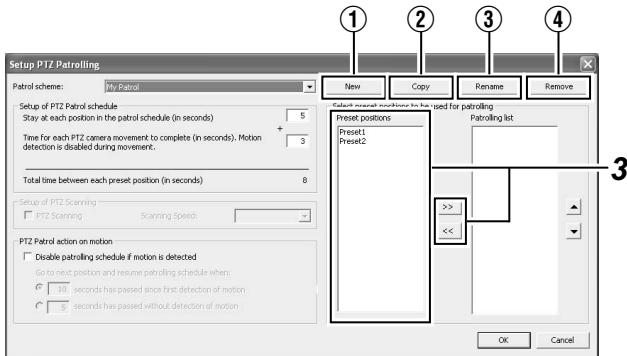 ① ② ③ ④
Setup PTZ Patrolling
Patrol scheme: My Patrol New Copy Rename Remove
Setup of PTZ Patrol schedule
Stay at each position in the patrol schedule (in seconds) 5
+
Time for each PTZ camera movement to complete (in seconds). Motion
detection is disabled during movement. 3
Total time between each preset position (in seconds) 8
Setup of PTZ Scanning
PTZ Scanning Scanning Speed:
PTZ Patrol action on motion
Disable patrolling schedule if motion is detected
Go to next position and resume patrolling schedule when:
10 seconds has passed since first detection of motion
5 seconds has passed without detection of motion
Select preset positions to be used for patrolling
Preset positions Patrolling list
Preset1
Preset2
>>
<<
3
OK Cancel